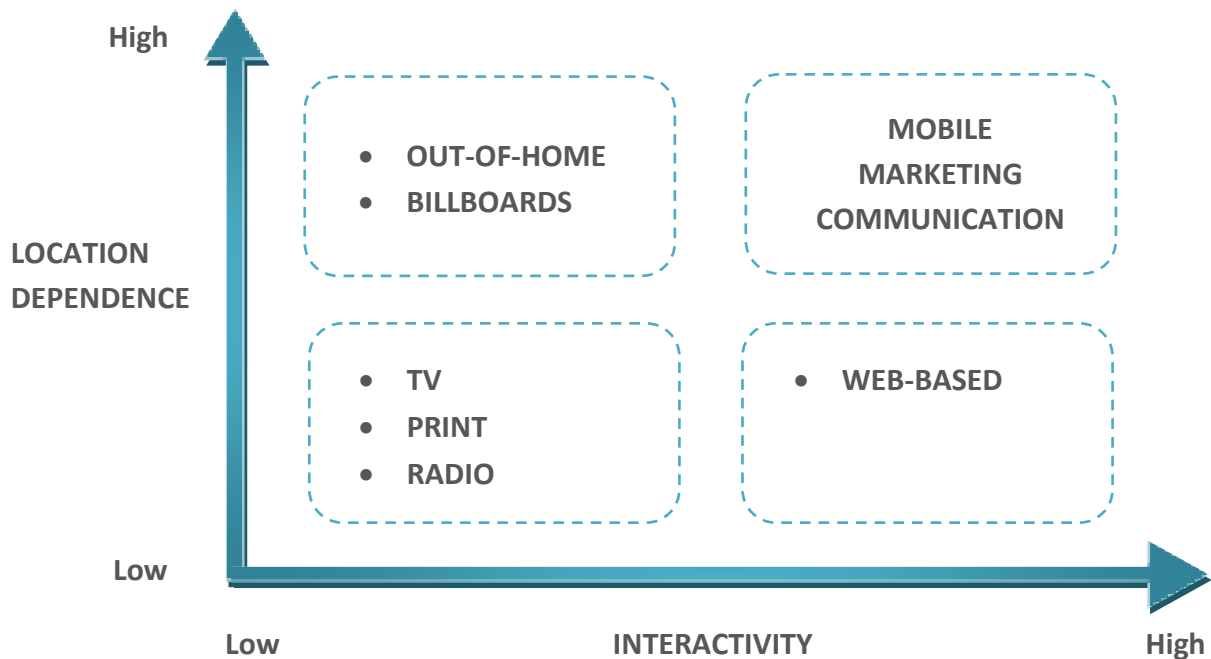 High
• OUT-OF-HOME
• BILLBOARDS
MOBILE
MARKETING
COMMUNICATION
LOCATION
DEPENDENCE
• TV
• PRINT
• RADIO
• WEB-BASED
Low
Low
INTERACTIVITY
High